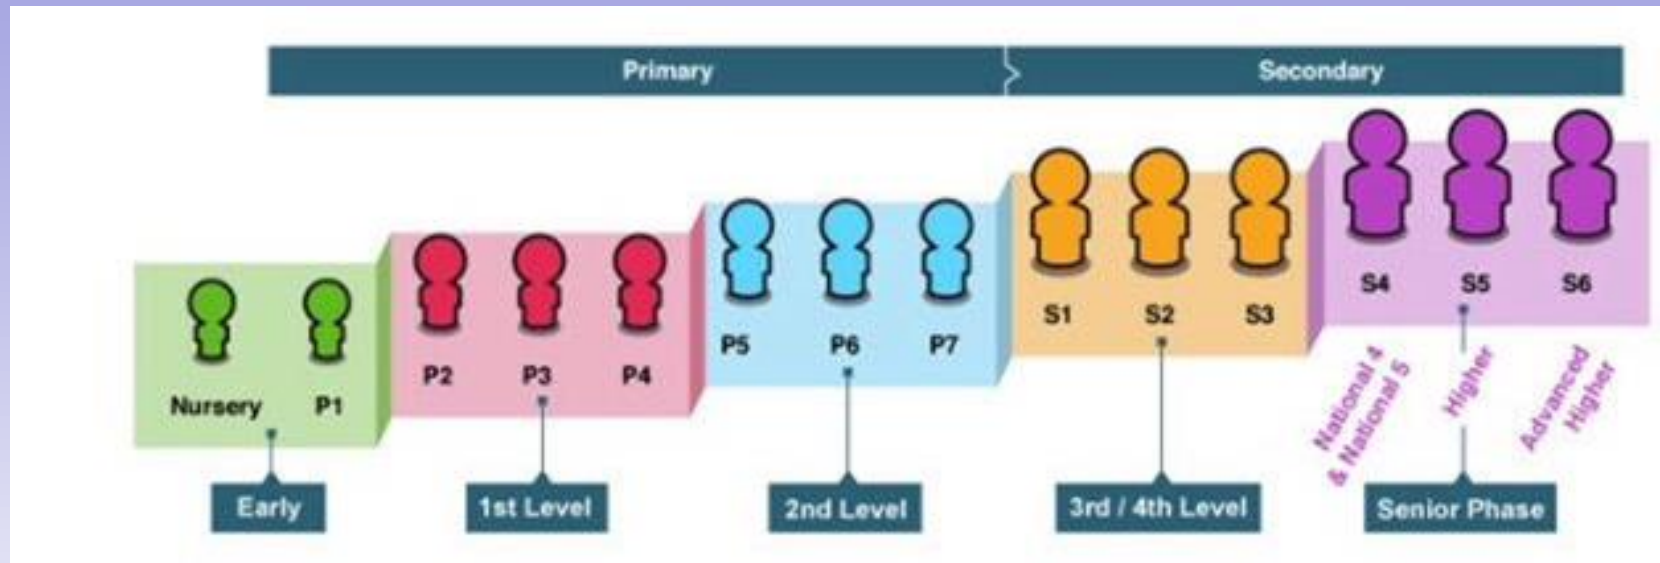 Primary
Secondary
Nursery
P1
P2
P3
P4
P5
P6
P7
S1
S2
S3
S4
S5
S6
National 4
& National 5
Higher
Advanced
Higher
Early
1st Level
2nd Level
3rd / 4th Level
Senior Phase